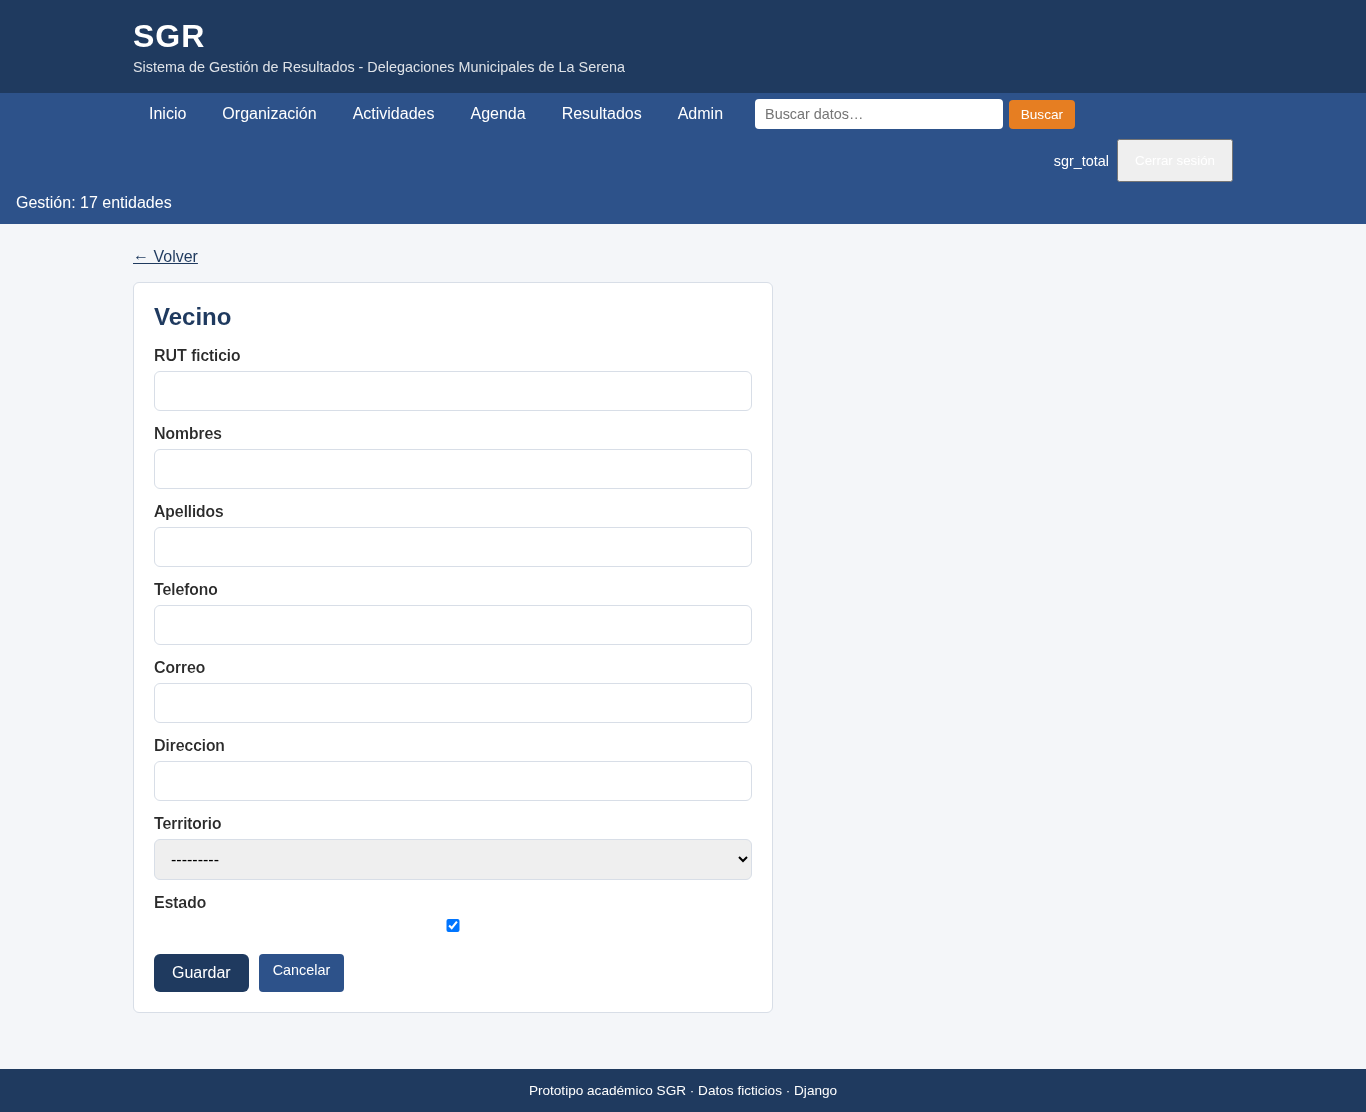 SGR
Sistema de Gestión de Resultados - Delegaciones Municipales de La Serena
Inicio Organización Actividades Agenda Resultados Admin Buscar datos… Buscar
sgr_total Cerrar sesión
Gestión: 17 entidades
← Volver
Vecino
RUT ficticio
Nombres
Apellidos
Telefono
Correo
Direccion
Territorio
---------
Estado
Guardar Cancelar
Prototipo académico SGR · Datos ficticios · Django